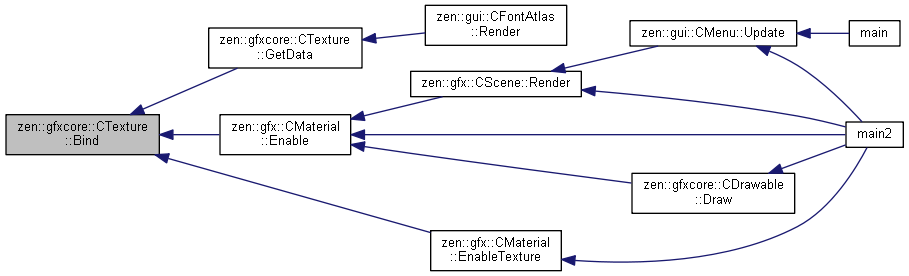 zen::gfxcore::CTexture
::Bind
zen::gfxcore::CTexture
::GetData
zen::gui::CFontAtlas
::Render
zen::gfx::CMaterial
::Enable
zen::gfx::CScene::Render
zen::gui::CMenu::Update
main
main2
zen::gfxcore::CDrawable
::Draw
zen::gfx::CMaterial
::EnableTexture